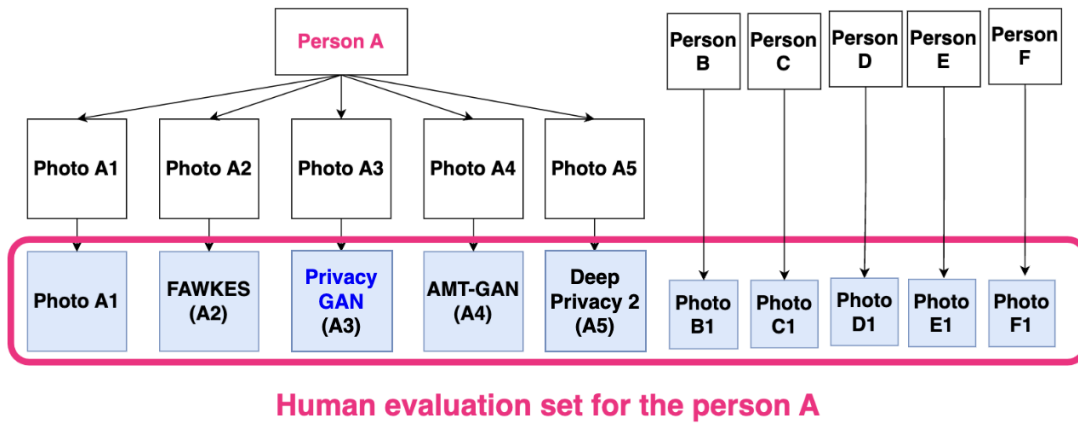 Person A
Person
B
Person
C
Person
D
Person
E
Person
F
Photo A1
Photo A2
Photo A3
Photo A4
Photo A5
Photo A1
FAWKES
(A2)
Privacy
GAN
(A3)
AMT-GAN
(A4)
Deep
Privacy 2
(A5)
Photo
B1
Photo
C1
Photo
D1
Photo
E1
Photo
F1
Human evaluation set for the person A